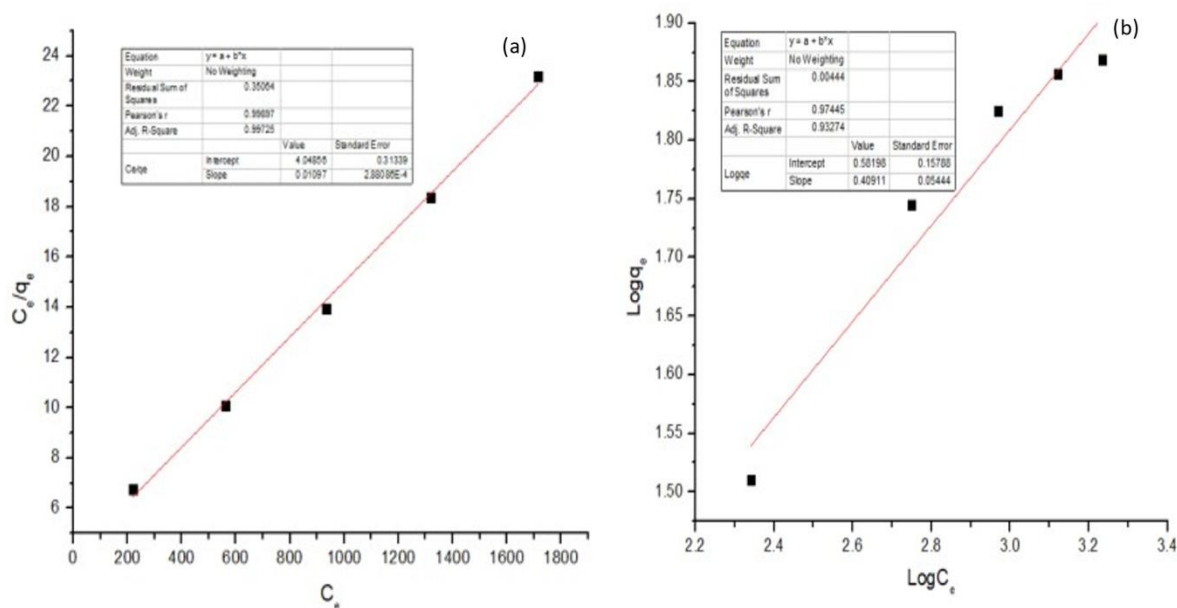 (a)
Equation y = a + b*x
Weight No Weighting
Residual Sum of Squares 0.35064
Pearson's r 0.99897
Adj. R-Square 0.99725
Value Standard Error
Ce/qe Intercept 4.04856 0.31339
Slope 0.01097 2.88086E-4
24
22
20
18
16
14
12
10
8
6
Ce/qe
0 200 400 600 800 1000 1200 1400 1600 1800
Ce
(b)
Equation y = a + b*x
Weight No Weighting
Residual Sum of Squares 0.00444
Pearson's r 0.97445
Adj. R-Square 0.93274
Value Standard Error
Logqe Intercept 0.58198 0.15788
Slope 0.40911 0.05444
1.90
1.85
1.80
1.75
1.70
1.65
1.60
1.55
1.50
Logqe
2.2 2.4 2.6 2.8 3.0 3.2 3.4
LogCe